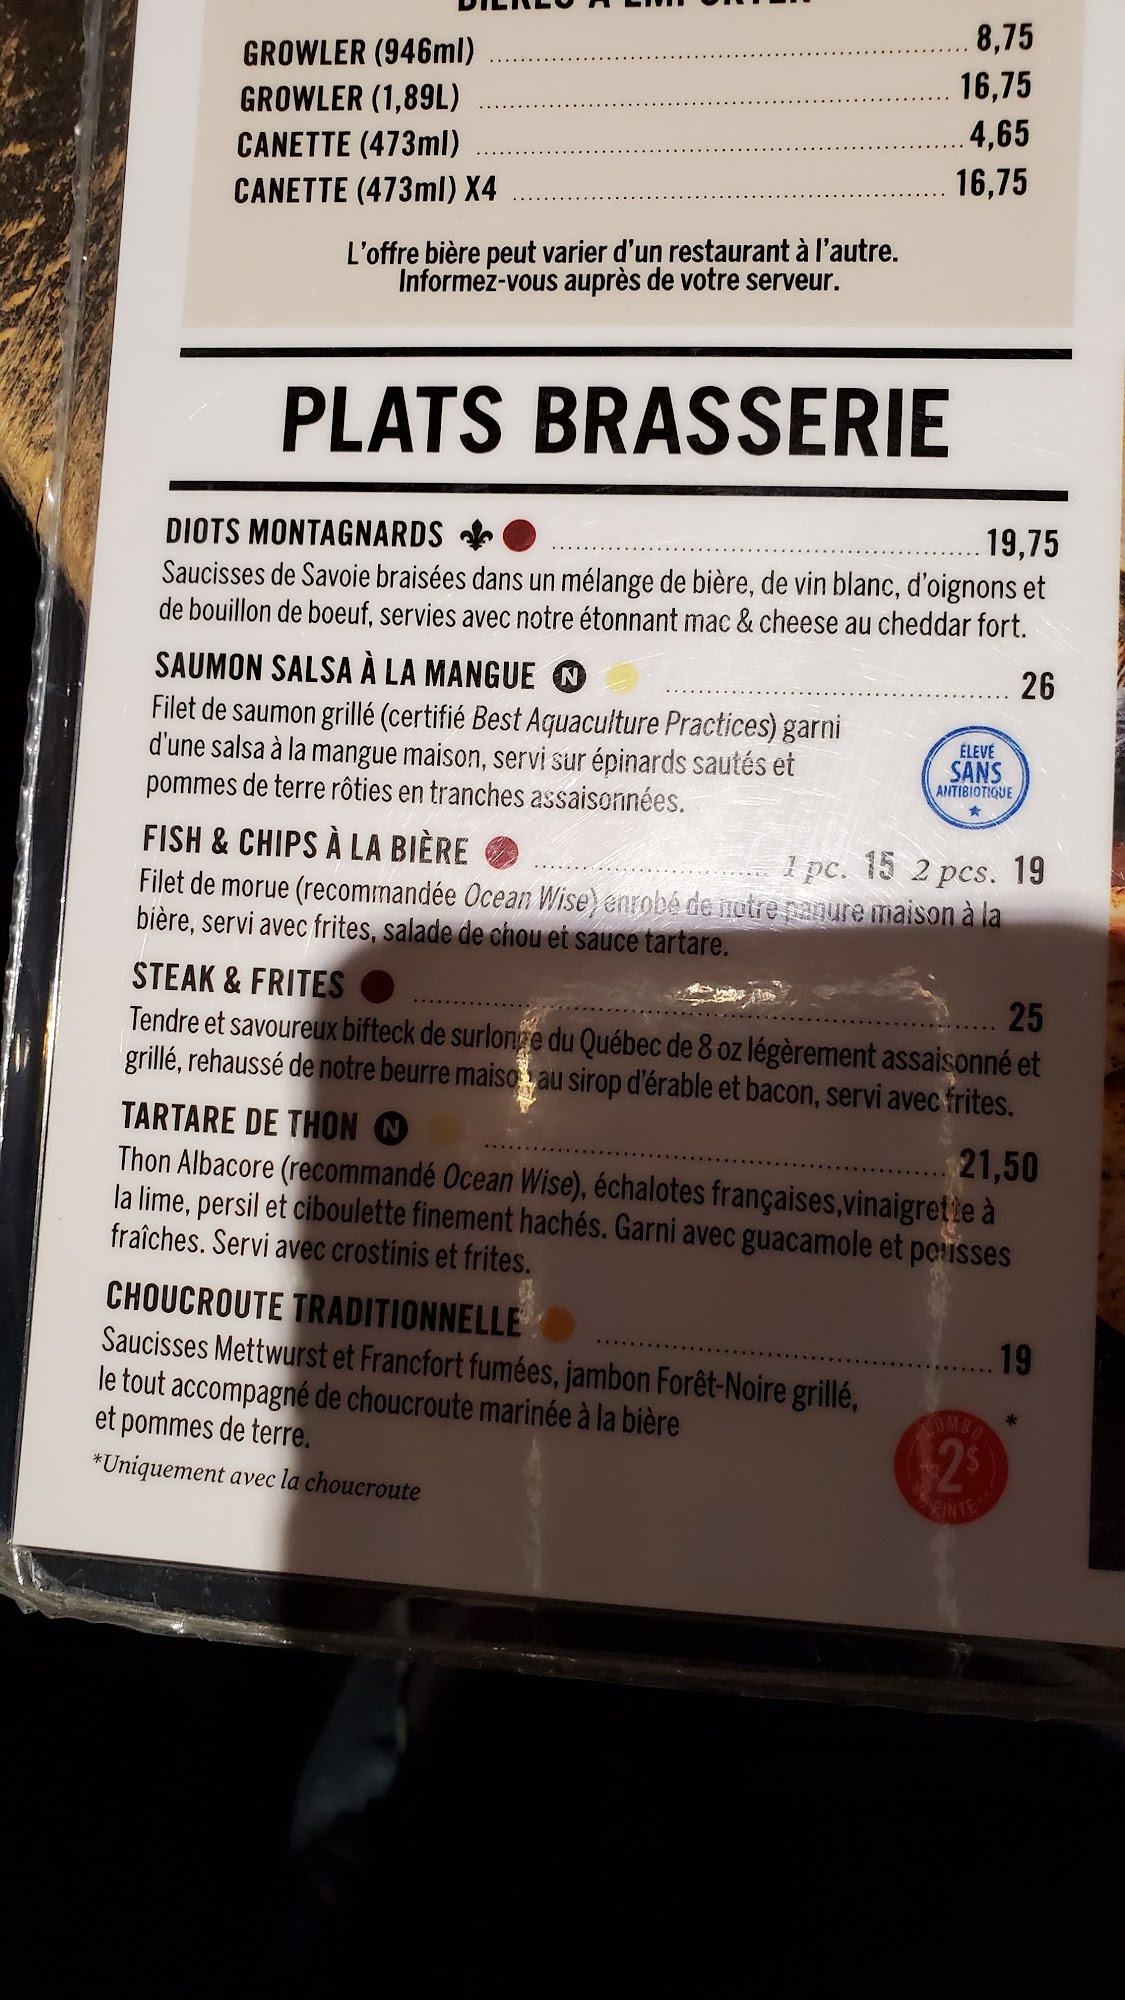 BIÈRES À EMPORTER
GROWLER (946ml) 8,75
GROWLER (1,89L) 16,75
CANETTE (473ml) 4,65
CANETTE (473ml) X4 16,75
L'offre bière peut varier d'un restaurant à l'autre.
Informez-vous auprès de votre serveur.
PLATS BRASSERIE
DIOTS MONTAGNARDS 19,75
Saucisses de Savoie braisées dans un mélange de bière, de vin blanc, d'oignons et
de bouillon de boeuf, servies avec notre étonnant mac & cheese au cheddar fort.
SAUMON SALSA À LA MANGUE N 26
Filet de saumon grillé (certifié Best Aquaculture Practices) garni
d'une salsa à la mangue maison, servi sur épinards sautés et
pommes de terre rôties en tranches assaisonnées.
ÉLEVÉ
SANS
ANTIBIOTIQUE
FISH & CHIPS À LA BIÈRE 1 pc. 15 2 pcs. 19
Filet de morue (recommandée Ocean Wise) enrobé de notre panure maison à la
bière, servi avec frites, salade de chou et sauce tartare.
STEAK & FRITES 25
Tendre et savoureux bifteck de surlonge du Québec de 8 oz légèrement assaisonné et
grillé, rehaussé de notre beurre maison au sirop d'érable et bacon, servi avec frites.
TARTARE DE THON N 21,50
Thon Albacore (recommandé Ocean Wise), échalotes françaises,vinaigrette à
la lime, persil et ciboulette finement hachés. Garni avec guacamole et pousses
fraîches. Servi avec crostinis et frites.
CHOUCROUTE TRADITIONNELLE 19
Saucisses Mettwurst et Francfort fumées, jambon Forêt-Noire grillé,
le tout accompagné de choucroute marinée à la bière
et pommes de terre.
*
COMBO
2$
PINTE
*Uniquement avec la choucroute